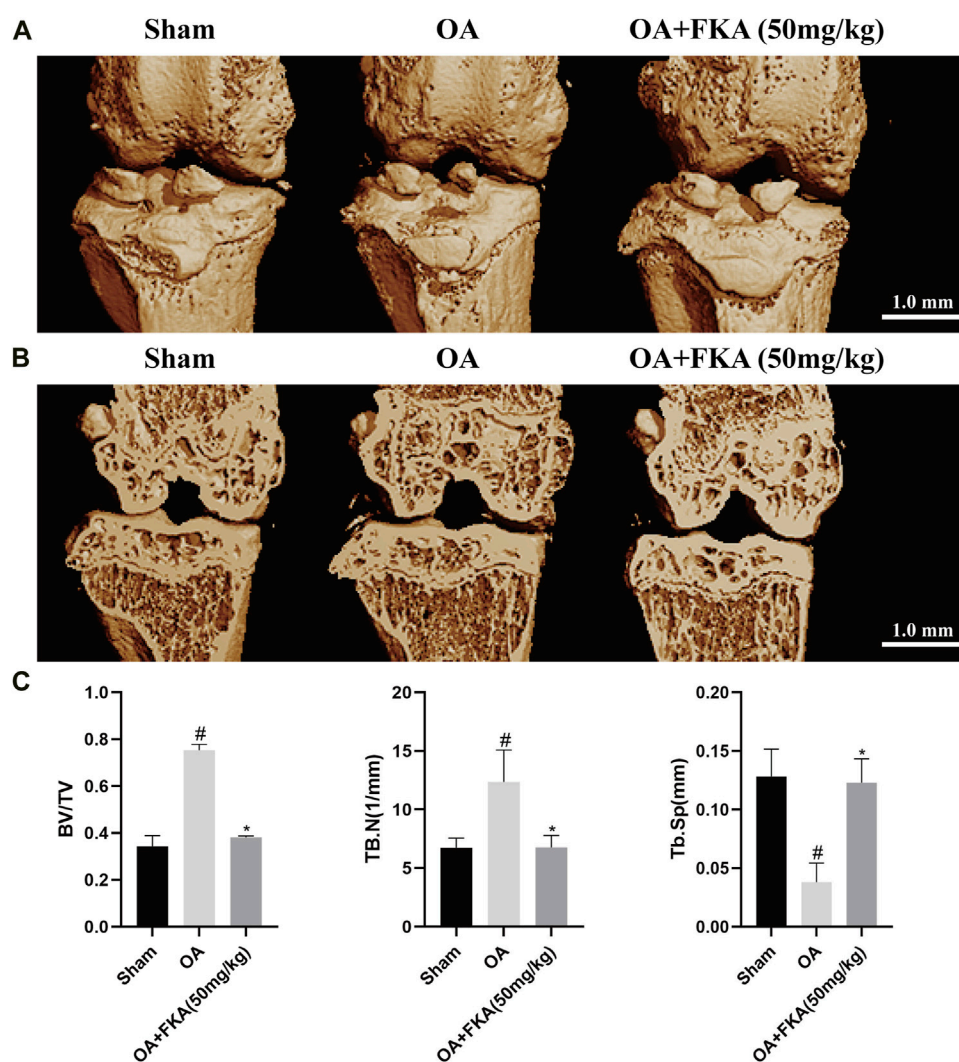 A
Sham OA OA+FKA (50mg/kg)
1.0 mm
B
Sham OA OA+FKA (50mg/kg)
1.0 mm
C
BV/TV
1.0
0.8
0.6
0.4
0.2
0.0
#
*
Sham
OA
OA+FKA(50mg/kg)
TB.N(1/mm)
20
15
10
5
0
#
*
Sham
OA
OA+FKA(50mg/kg)
Tb.Sp(mm)
0.20
0.15
0.10
0.05
0.00
#
*
Sham
OA
OA+FKA(50mg/kg)